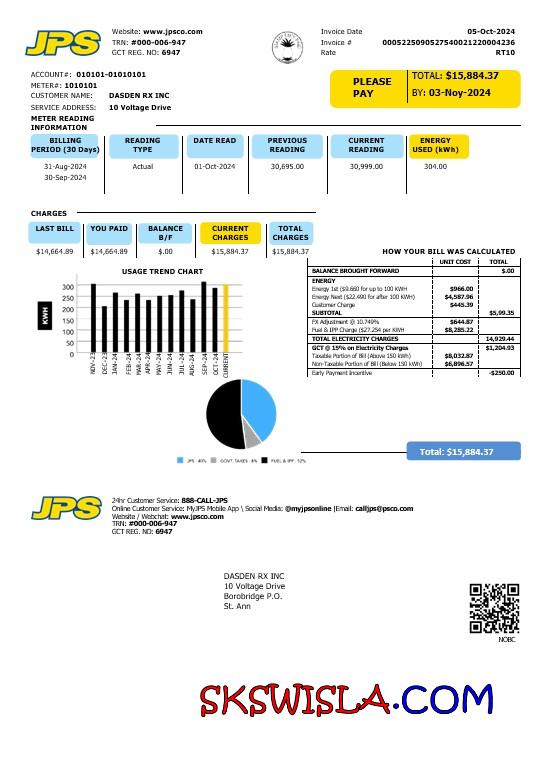 JPS
Website: www.jpsco.com
TRN: #000-006-947
GCT REG. NO: 6947
Invoice Date 05-Oct-2024
Invoice # 00052250905275400212200004236
Rate RT10
ACCOUNT#: 010101-01010101
METER#: 1010101
CUSTOMER NAME: DASDEN RX INC
SERVICE ADDRESS: 10 Voltage Drive
PLEASE PAY
TOTAL: $15,884.37
BY: 03-Nov-2024
METER READING INFORMATION
BILLING PERIOD (30 Days) READING TYPE DATE READ PREVIOUS READING CURRENT READING ENERGY USED (kWh)
31-Aug-2024 Actual 01-Oct-2024 30,695.00 30,999.00 304.00
30-Sep-2024
CHARGES
LAST BILL YOU PAID BALANCE B/F CURRENT CHARGES TOTAL CHARGES
$14,664.89 $14,664.89 $.00 $15,884.37 $15,884.37
HOW YOUR BILL WAS CALCULATED
UNIT COST TOTAL
BALANCE BROUGHT FORWARD $.00
ENERGY
Energy 1st ($9.660 for up to 100 KWH $966.00
Energy Next ($22.490 for after 100 KWH) $4,587.96
Customer Charge $445.39
SUBTOTAL $5,99.35
FX Adjustment @ 10.749% $644.87
Fuel & IPP Charge ($27.254 per KWH $8,285.22
TOTAL ELECTRICITY CHARGES 14,929.44
GCT @ 15% on Electricity Charges $1,204.93
Taxable Portion of Bill (Above 150 kWh) $8,032.87
Non-Taxable Portion of Bill (Below 150 kWh) $6,896.57
Early Payment Incentive -$250.00
USAGE TREND CHART
KWH
300
250
200
150
100
50
0
NOV-23 DEC-23 JAN-24 FEB-24 MAR-24 APR-24 MAY-24 JUN-24 JUL-24 AUG-24 SEP-24 OCT-24 CURRENT
JPS 40% GOVT. TAXES 8% FUEL & IPP 52%
Total: $15,884.37
JPS
24hr Customer Service: 888-CALL-JPS
Online Customer Service: MyJPS Mobile App \ Social Media: @myjpsonline |Email: calljps@jpsco.com
Website / Webchat: www.jpsco.com
TRN: #000-006-947
GCT REG. NO: 6947
DASDEN RX INC
10 Voltage Drive
Borobridge P.O.
St. Ann
NOBC
SKSWISLA.COM